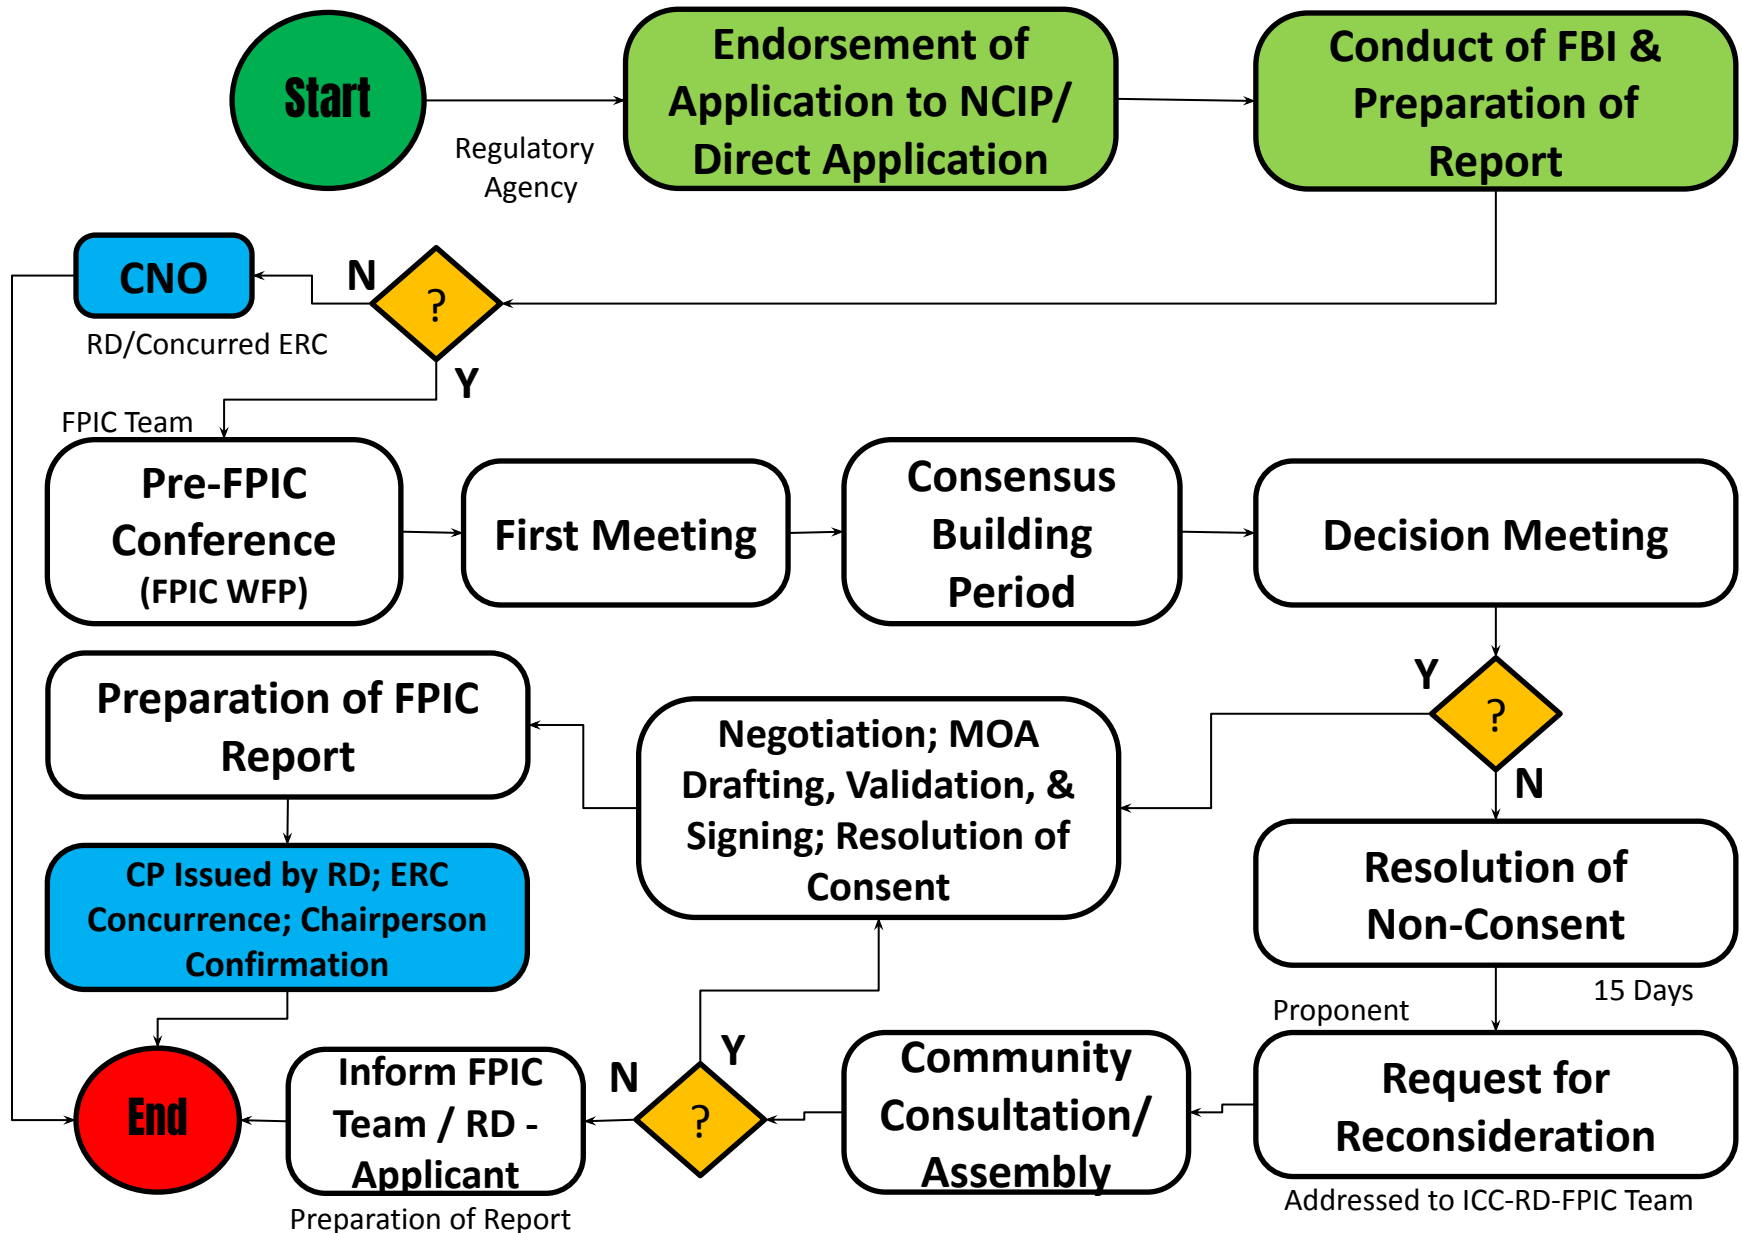 Start
Endorsement of
Application to NCIP/
Direct Application
Conduct of FBI &
Preparation of
Report
Regulatory
Agency
CNO
N
?
RD/Concurred ERC
Y
FPIC Team
Pre-FPIC
Conference
(FPIC WFP)
First Meeting
Consensus
Building
Period
Decision Meeting
Y
?
N
Preparation of FPIC
Report
Negotiation; MOA
Drafting, Validation, &
Signing; Resolution of
Consent
Resolution of
Non-Consent
CP Issued by RD; ERC
Concurrence; Chairperson
Confirmation
15 Days
Proponent
End
Inform FPIC
Team / RD -
Applicant
N
Y
?
Community
Consultation/
Assembly
Request for
Reconsideration
Preparation of Report
Addressed to ICC-RD-FPIC Team